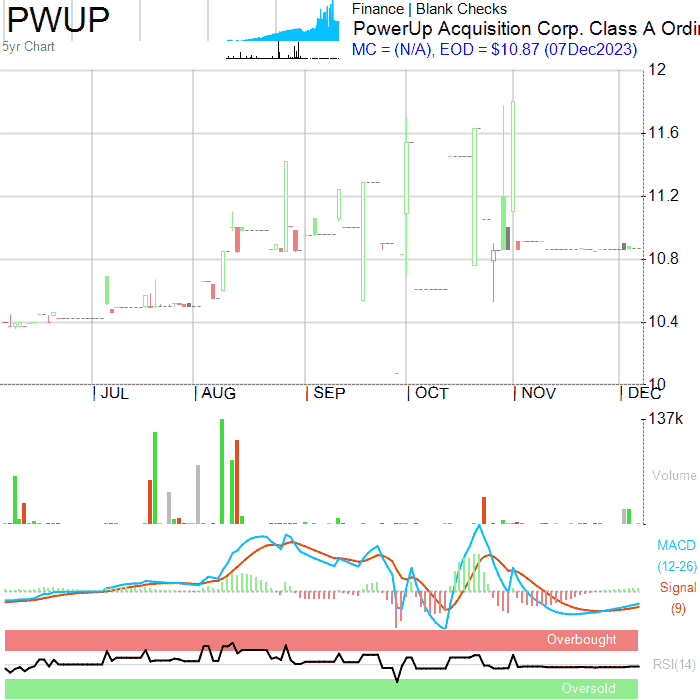 PWUP
5yr Chart
Finance | Blank Checks
PowerUp Acquisition Corp. Class A Ordi
MC = (N/A), EOD = $10.87 (07Dec2023)
12
11.6
11.2
10.8
10.4
10
JUL
AUG
SEP
OCT
NOV
DEC
137k
Volume
MACD
(12-26)
Signal
(9)
Overbought
RSI(14)
Oversold